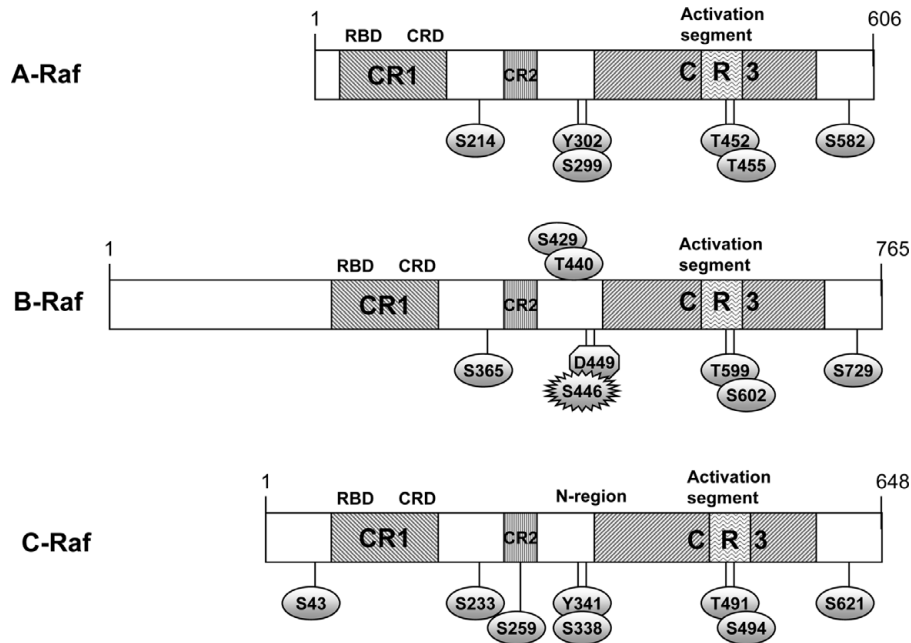 1
Activation
606
RBD CRD
segment
A-Raf
CR1
CR2
C R 3
S214
Y302
T452
S582
S299
T455
S429
1
Activation
765
RBD CRD
T440
segment
B-Raf
CR1
CR2
C R 3
S365
D449
T599
S729
S446
S602
1
Activation
648
RBD CRD
N-region
segment
C-Raf
CR1
CR2
C R 3
S43
S233
Y341
T491
S621
S259
S338
S494